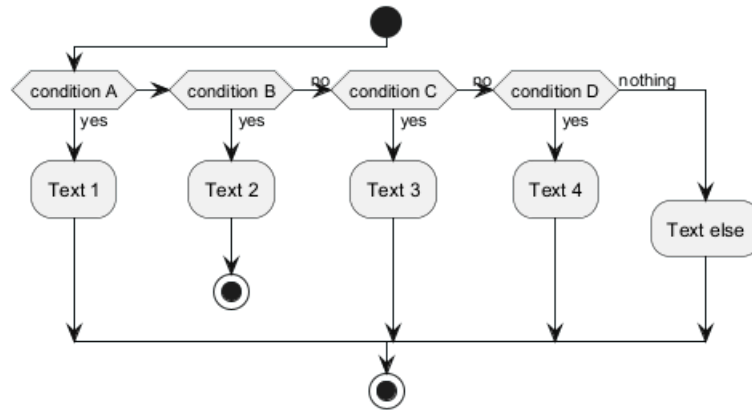 condition A
condition B
no
condition C
no
condition D
nothing
yes
yes
yes
yes
Text 1
Text 2
Text 3
Text 4
Text else